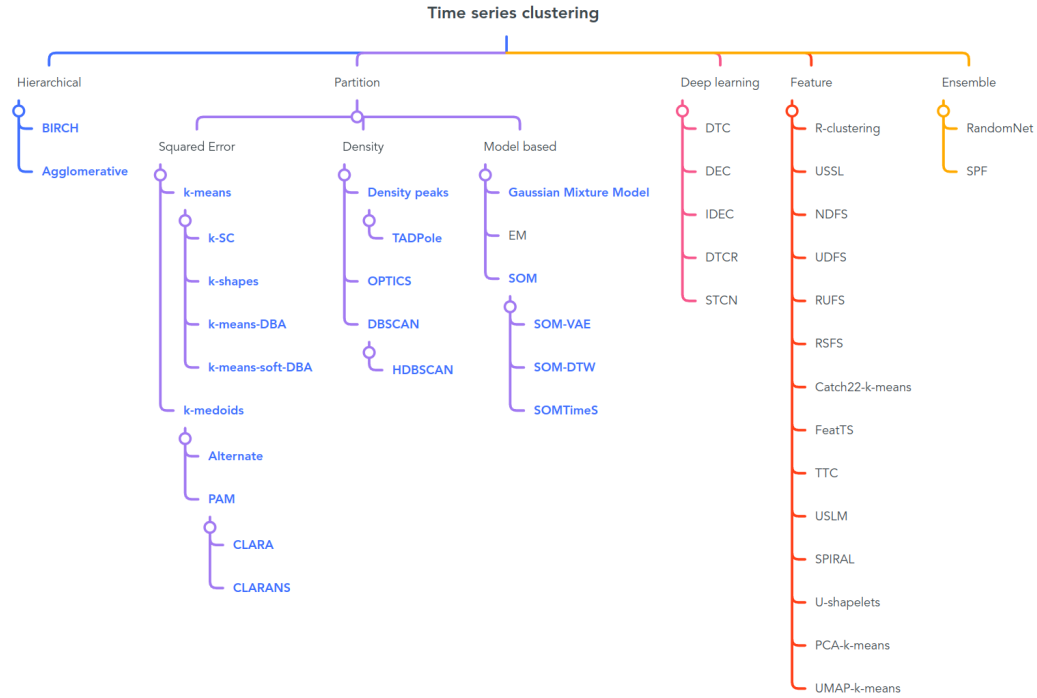 Time series clustering
Hierarchical
BIRCH
Agglomerative
Partition
Squared Error
k-means
k-SC
k-shapes
k-means-DBA
k-means-soft-DBA
k-medoids
Alternate
PAM
CLARA
CLARANS
Density
Density peaks
TADPole
OPTICS
DBSCAN
HDBSCAN
Model based
Gaussian Mixture Model
EM
SOM
SOM-VAE
SOM-DTW
SOMTimeS
Deep learning
DTC
DEC
IDEC
DTCR
STCN
Feature
R-clustering
USSL
NDFS
UDFS
RUFS
RSFS
Catch22-k-means
FeatTS
TTC
USLM
SPIRAL
U-shapelets
PCA-k-means
UMAP-k-means
Ensemble
RandomNet
SPF